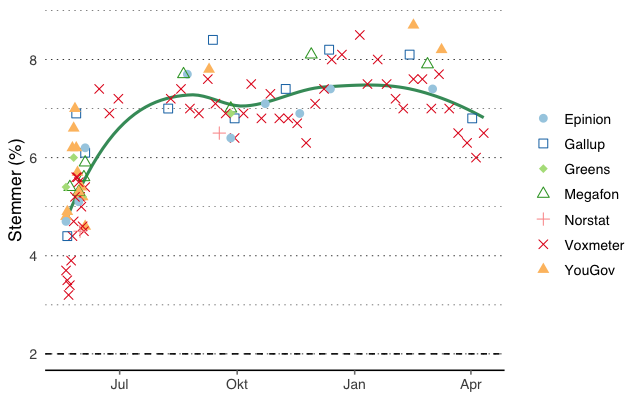 Stemmer (%)
8
6
4
2
Jul
Okt
Jan
Apr
Epinion
Gallup
Greens
Megafon
Norstat
Voxmeter
YouGov